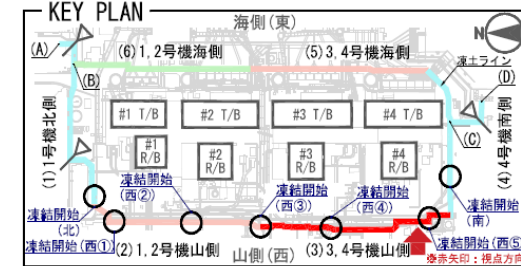 KEY PLAN
海側(東)
N
(A)
(6)1,2号機海側
(5)3,4号機海側
凍土ライン
(B)
(D)
#1 T/B
#2 T/B
#3 T/B
#4 T/B
(C)
(1)1号機北側
#1
R/B
#2
R/B
#3
R/B
#4
R/B
(4)4号機南側
凍結開始
(西②)
凍結開始
(西③)
凍結開始
(西④)
凍結開始
(南)
凍結開始
(北)
凍結開始(西①)
(2)1,2号機山側
山側(西)
(3)3,4号機山側
凍結開始(西⑤)
※赤矢印:視点方向